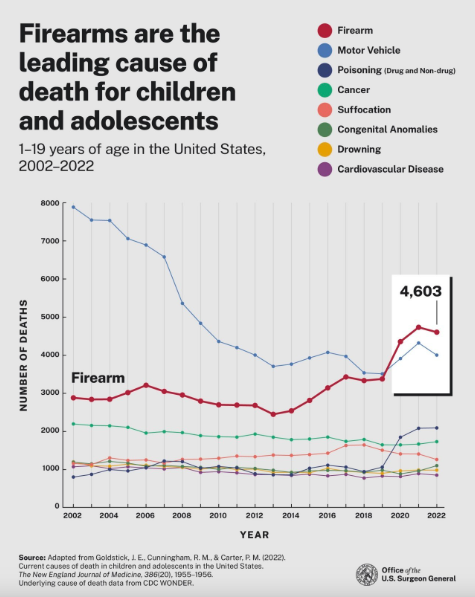 Firearms are the
leading cause of
death for children
and adolescents
1–19 years of age in the United States,
2002–2022
Firearm
Motor Vehicle
Poisoning (Drug and Non-drug)
Cancer
Suffocation
Congenital Anomalies
Drowning
Cardiovascular Disease
NUMBER OF DEATHS
8000
7000
6000
5000
4000
3000
2000
1000
0
4,603
Firearm
2002 2004 2006 2008 2010 2012 2014 2016 2018 2020 2022
YEAR
Source: Adapted from Goldstick, J. E., Cunningham, R. M., & Carter, P. M. (2022).
Current causes of death in children and adolescents in the United States.
The New England Journal of Medicine, 386(20), 1955–1956.
Underlying cause of death data from CDC WONDER.
Office of the
U.S. Surgeon General